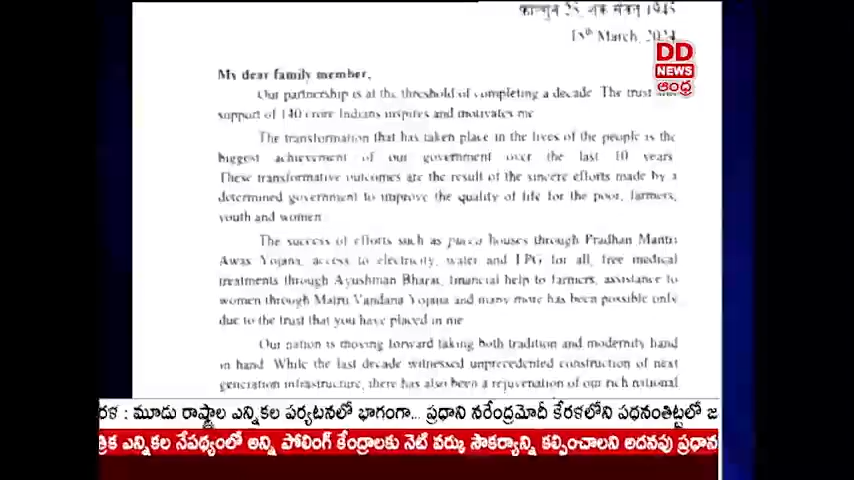 फाल्गुन 25, शक संवत् 1945
15th March, 2024
DD
NEWS
ఆంధ్ర
My dear family member,
Our partnership is at the threshold of completing a decade. The trust and
support of 140 crore Indians inspires and motivates me.
The transformation that has taken place in the lives of the people is the
biggest achievement of our government over the last 10 years.
These transformative outcomes are the result of the sincere efforts made by a
determined government to improve the quality of life for the poor, farmers,
youth and women.
The success of efforts such as pucca houses through Pradhan Mantri
Awas Yojana, access to electricity, water and LPG for all, free medical
treatments through Ayushman Bharat, financial help to farmers, assistance to
women through Matru Vandana Yojana and many more has been possible only
due to the trust that you have placed in me.
Our nation is moving forward taking both tradition and modernity hand
in hand. While the last decade witnessed unprecedented construction of next
generation infrastructure, there has also been a rejuvenation of our rich national
రళ : మూడు రాష్ట్రాల ఎన్నికల పర్యటనలో భాగంగా... ప్రధాని నరేంద్రమోదీ కేరళలోని పథనంతిట్టలో జ
త్రిక ఎన్నికల నేపథ్యంలో అన్ని పోలింగ్ కేంద్రాలకు నెట్ వర్కు సౌకర్యాన్ని కల్పించాలని అదనపు ప్రధాన